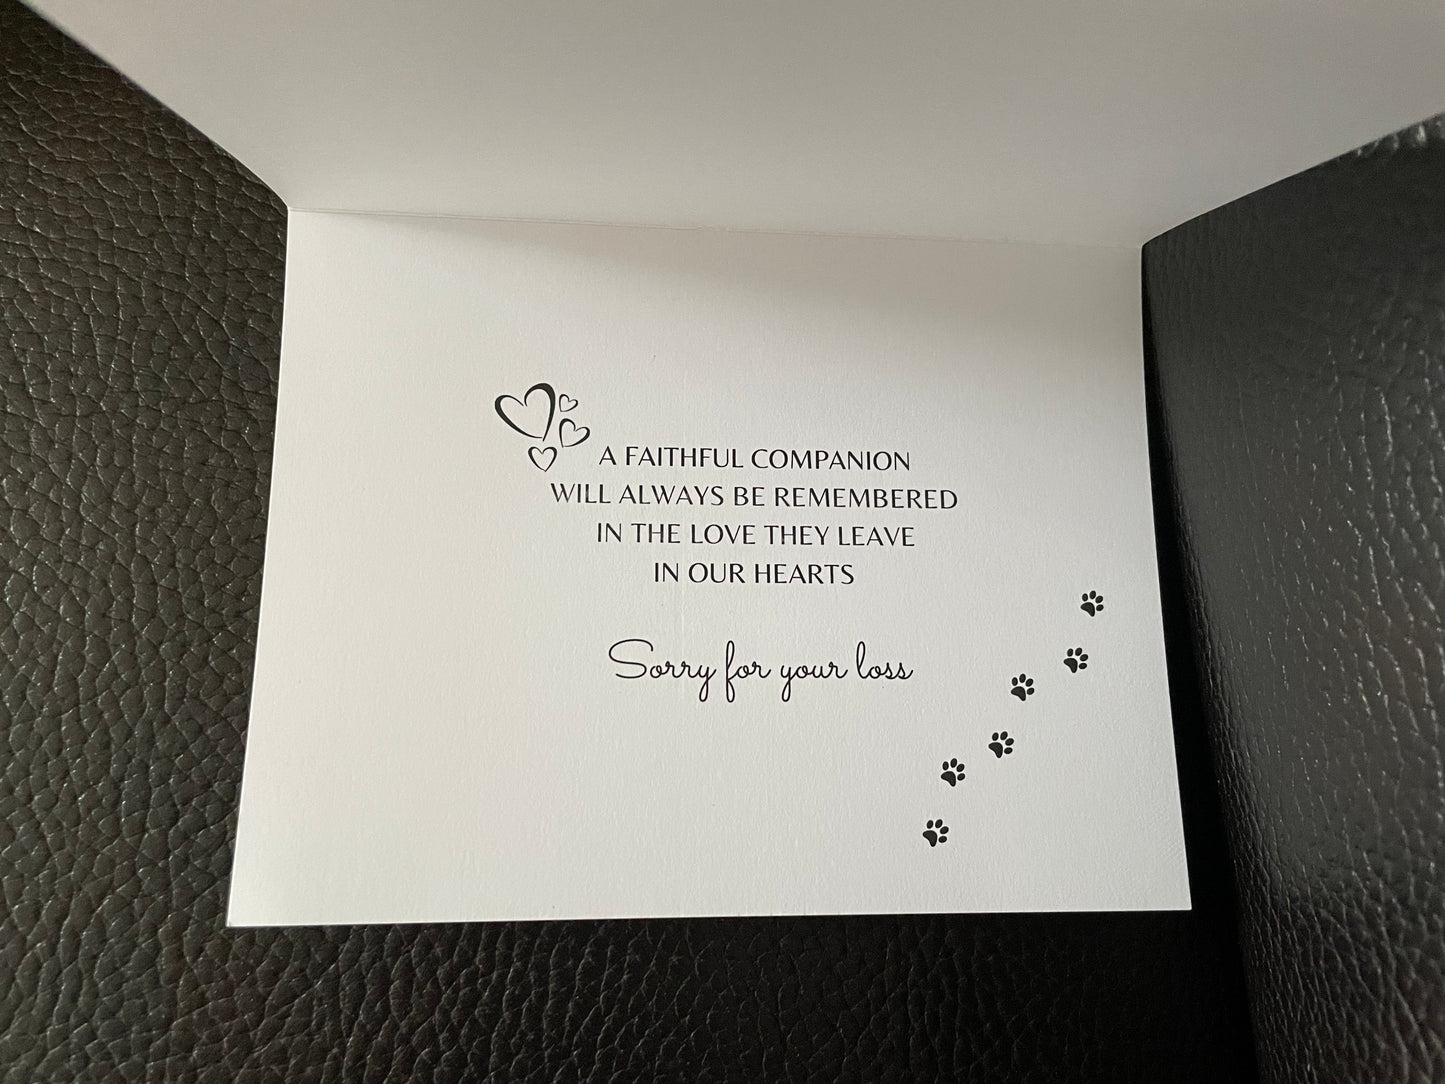 A FAITHFUL COMPANION
WILL ALWAYS BE REMEMBERED
IN THE LOVE THEY LEAVE
IN OUR HEARTS
Sorry for your loss